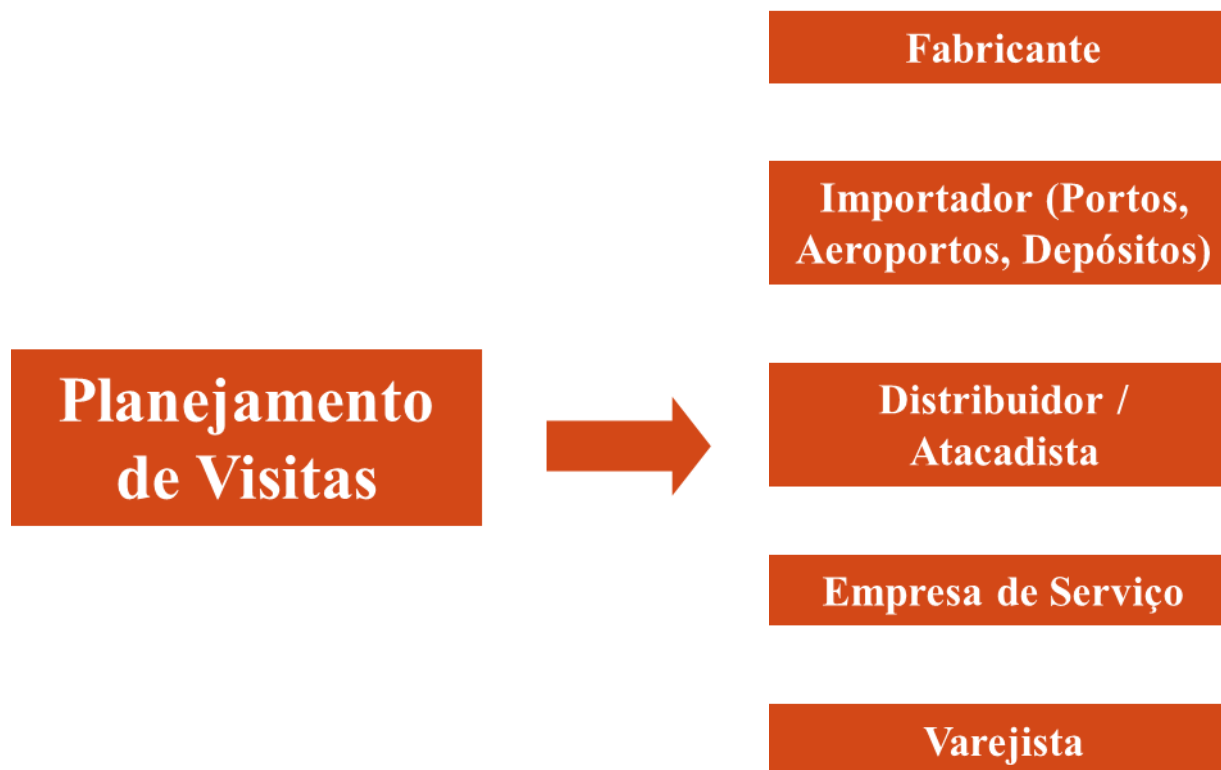 Fabricante
Importador (Portos,
Aeroportos, Depósitos)
Planejamento
de Visitas
Distribuidor /
Atacadista
Empresa de Serviço
Varejista